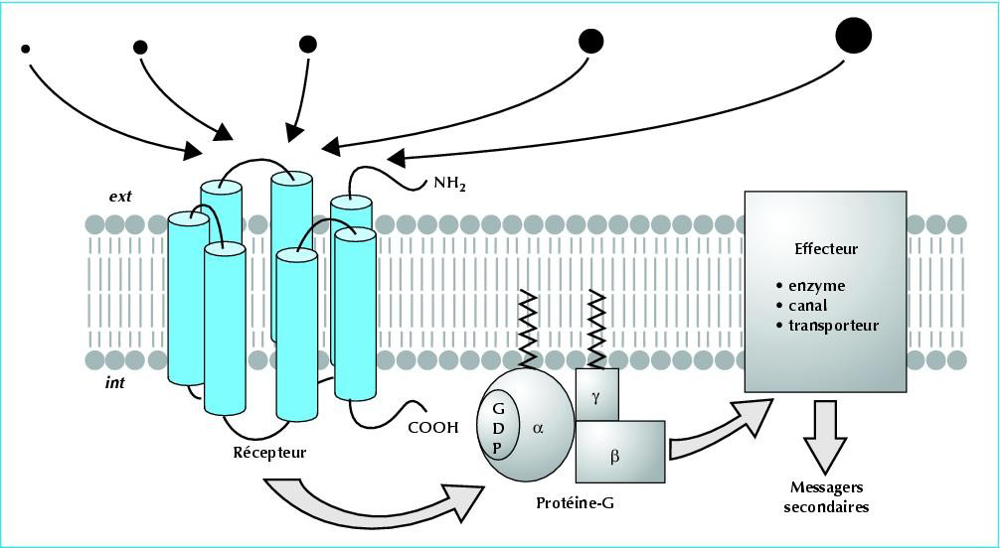 ext
NH₂
int
COOH
Récepteur
G
D
P
α
γ
β
Protéine-G
Effecteur
• enzyme
• canal
• transporteur
Messagers
secondaires